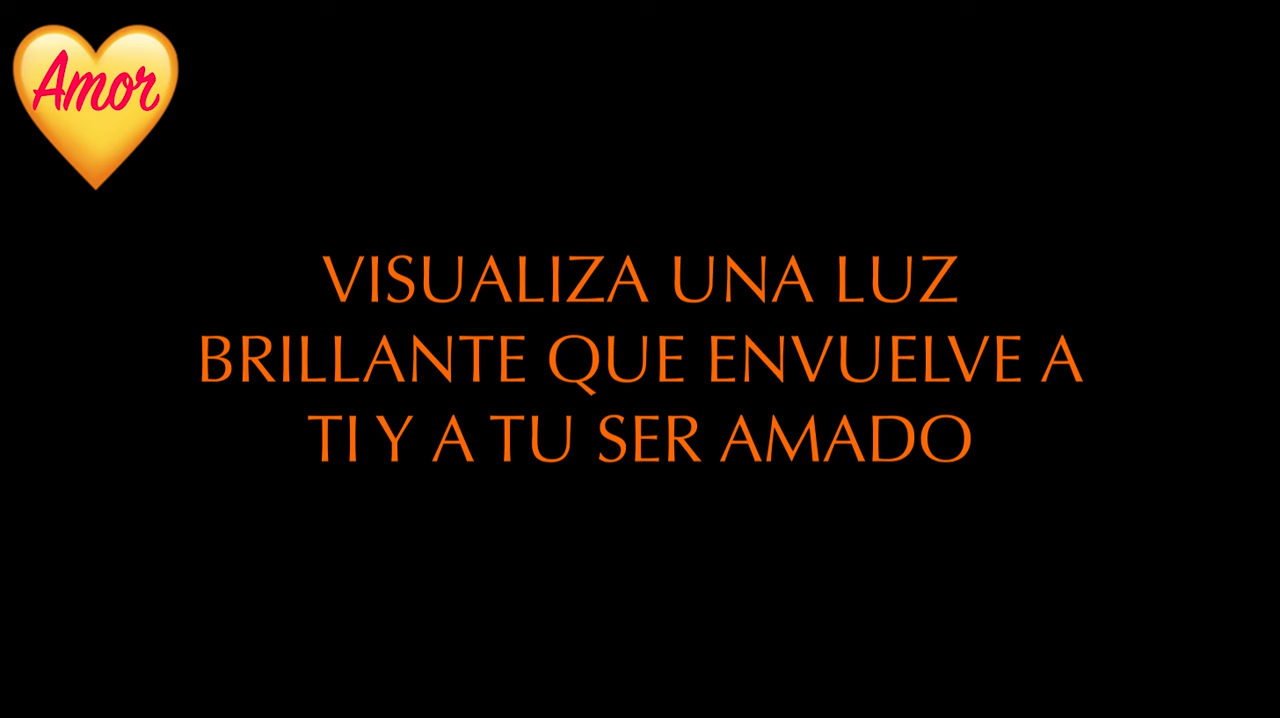 Amor
VISUALIZA UNA LUZ
BRILLANTE QUE ENVUELVE A
TI Y A TU SER AMADO